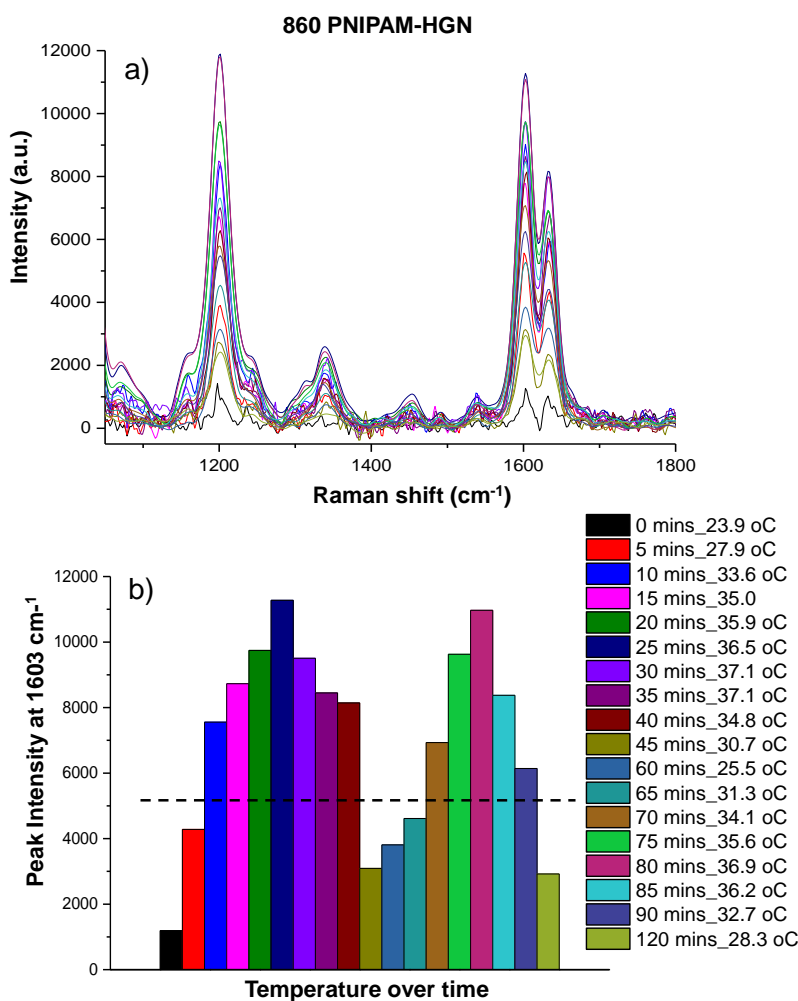 860 PNIPAM-HGN
a)
12000
10000
8000
6000
4000
2000
0
Intensity (a.u.)
1200
1400
1600
1800
Raman shift (cm-1)
b)
12000
10000
8000
6000
4000
2000
0
Peak Intensity at 1603 cm-1
Temperature over time
0 mins_23.9 oC
5 mins_27.9 oC
10 mins_33.6 oC
15 mins_35.0
20 mins_35.9 oC
25 mins_36.5 oC
30 mins_37.1 oC
35 mins_37.1 oC
40 mins_34.8 oC
45 mins_30.7 oC
60 mins_25.5 oC
65 mins_31.3 oC
70 mins_34.1 oC
75 mins_35.6 oC
80 mins_36.9 oC
85 mins_36.2 oC
90 mins_32.7 oC
120 mins_28.3 oC